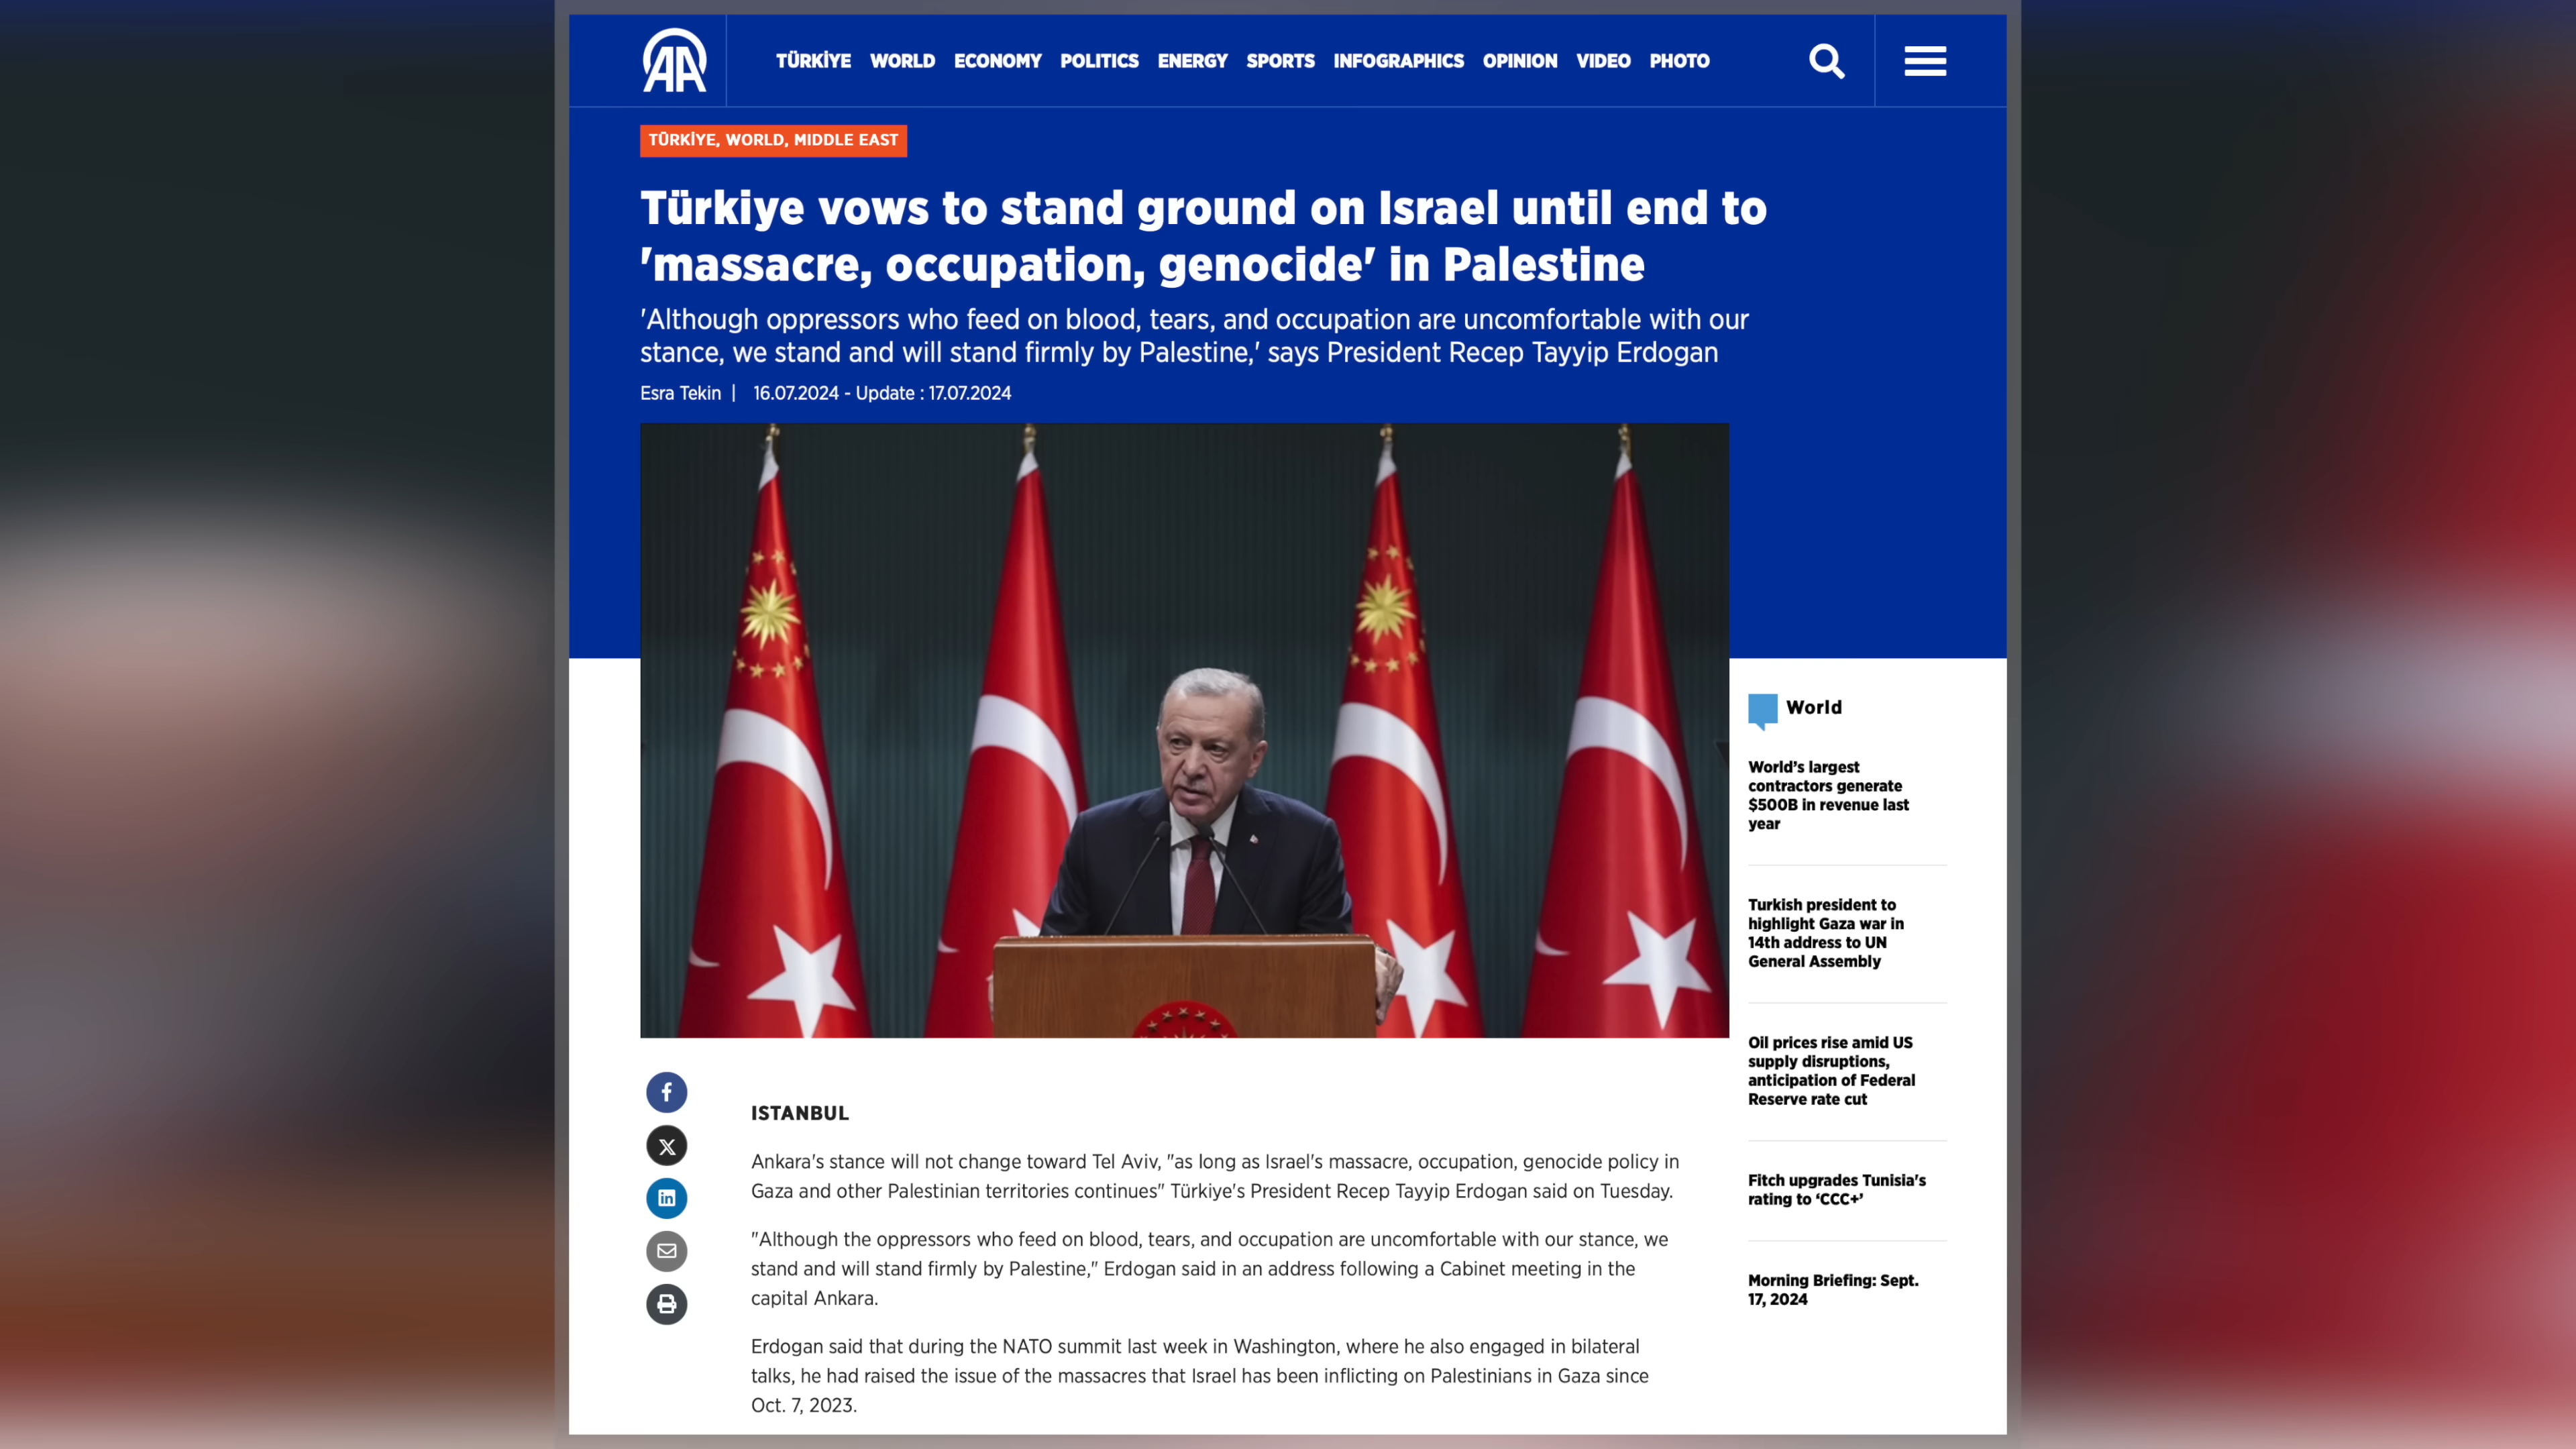 AA
TÜRKİYE WORLD ECONOMY POLITICS ENERGY SPORTS INFOGRAPHICS OPINION VIDEO PHOTO
TÜRKİYE, WORLD, MIDDLE EAST
Türkiye vows to stand ground on Israel until end to
'massacre, occupation, genocide' in Palestine
'Although oppressors who feed on blood, tears, and occupation are uncomfortable with our
stance, we stand and will stand firmly by Palestine,' says President Recep Tayyip Erdogan
Esra Tekin | 16.07.2024 - Update : 17.07.2024
ISTANBUL
Ankara's stance will not change toward Tel Aviv, "as long as Israel's massacre, occupation, genocide policy in
Gaza and other Palestinian territories continues" Türkiye's President Recep Tayyip Erdogan said on Tuesday.
"Although the oppressors who feed on blood, tears, and occupation are uncomfortable with our stance, we
stand and will stand firmly by Palestine," Erdogan said in an address following a Cabinet meeting in the
capital Ankara.
Erdogan said that during the NATO summit last week in Washington, where he also engaged in bilateral
talks, he had raised the issue of the massacres that Israel has been inflicting on Palestinians in Gaza since
Oct. 7, 2023.
World
World's largest
contractors generate
$500B in revenue last
year
Turkish president to
highlight Gaza war in
14th address to UN
General Assembly
Oil prices rise amid US
supply disruptions,
anticipation of Federal
Reserve rate cut
Fitch upgrades Tunisia's
rating to ‘CCC+’
Morning Briefing: Sept.
17, 2024